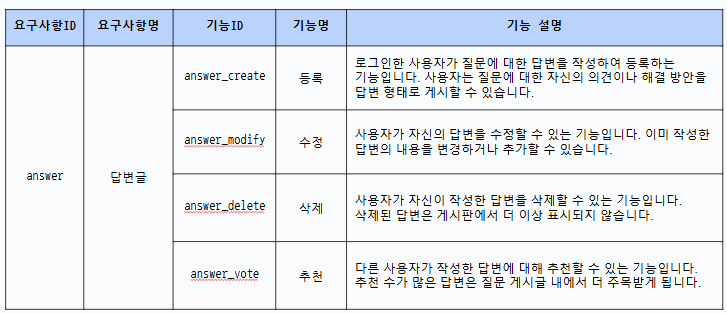 요구사항ID 요구사항명 기능ID 기능명 기능 설명
answer 답변글
answer_create 등록
로그인한 사용자가 질문에 대한 답변을 작성하여 등록하는
기능입니다. 사용자는 질문에 대한 자신의 의견이나 해결 방안을
답변 형태로 게시할 수 있습니다.
answer_modify 수정
사용자가 자신의 답변을 수정할 수 있는 기능입니다. 이미 작성한
답변의 내용을 변경하거나 추가할 수 있습니다.
answer_delete 삭제
사용자가 자신이 작성한 답변을 삭제할 수 있는 기능입니다.
삭제된 답변은 게시판에서 더 이상 표시되지 않습니다.
answer_vote 추천
다른 사용자가 작성한 답변에 대해 추천할 수 있는 기능입니다.
추천 수가 많은 답변은 질문 게시글 내에서 더 주목받게 됩니다.